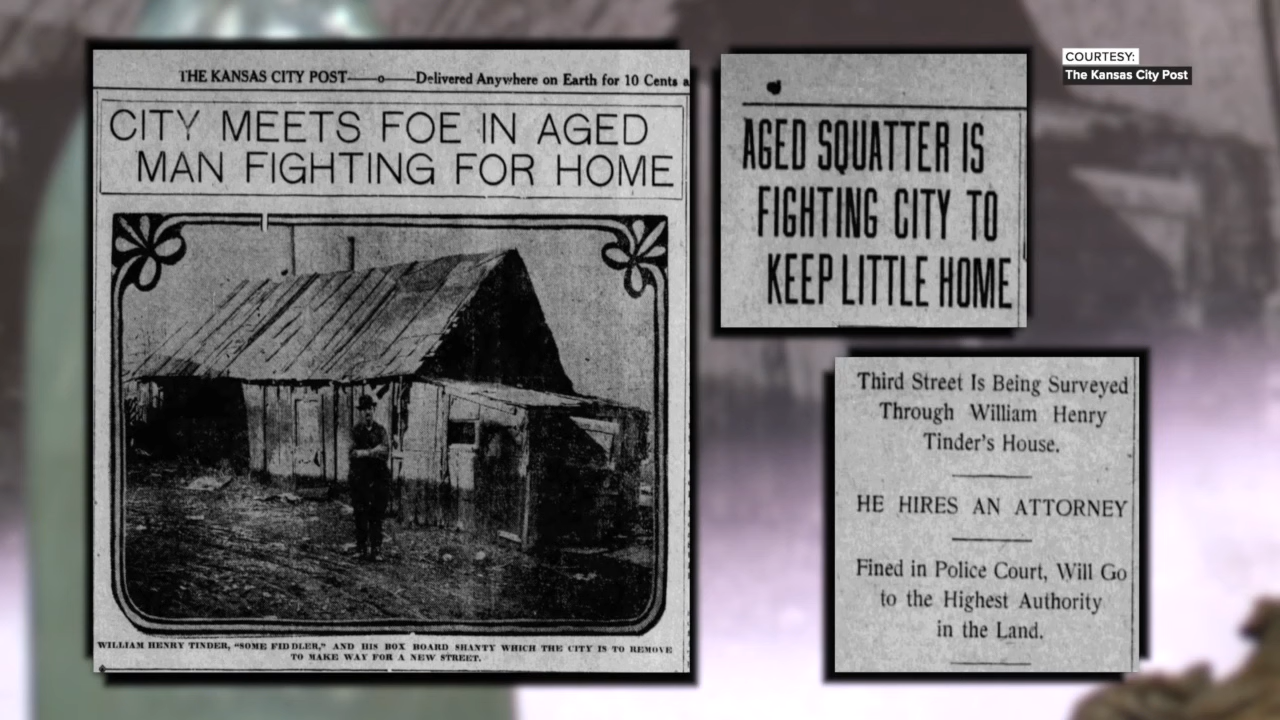 THE KANSAS CITY POST—o—Delivered Anywhere on Earth for 10 Cents a
CITY MEETS FOE IN AGED
MAN FIGHTING FOR HOME
WILLIAM HENRY TINDER, "SOME FIDDLER," AND HIS BOX BOARD SHANTY WHICH THE CITY IS TO REMOVE
TO MAKE WAY FOR A NEW STREET.
AGED SQUATTER IS
FIGHTING CITY TO
KEEP LITTLE HOME
Third Street Is Being Surveyed
Through William Henry
Tinder's House.
HE HIRES AN ATTORNEY
Fined in Police Court, Will Go
to the Highest Authority
in the Land.
COURTESY:
The Kansas City Post